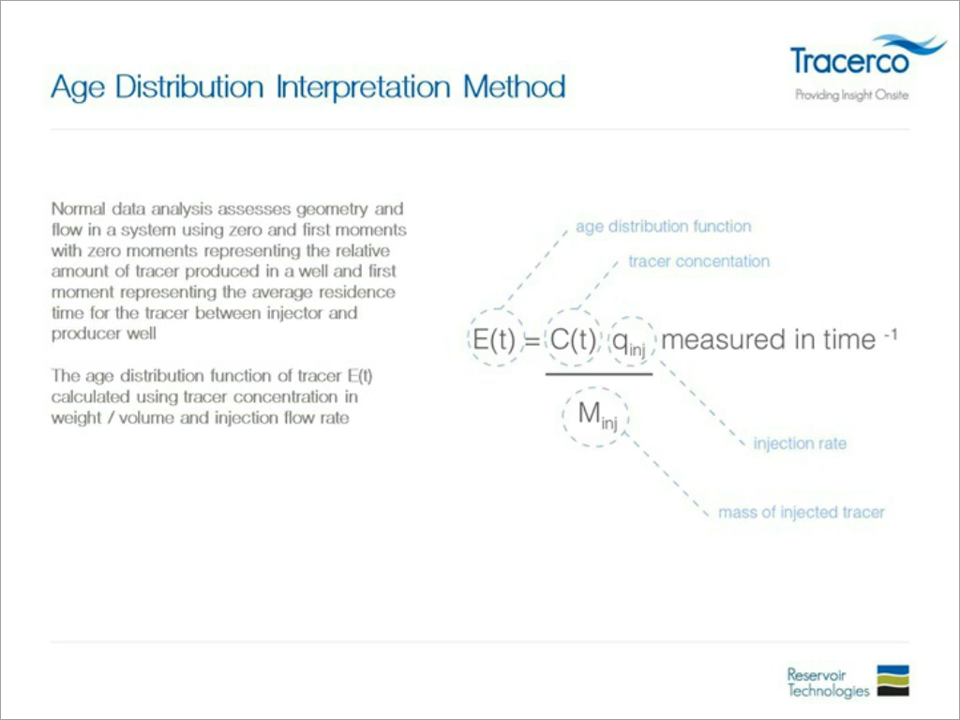 Tracerco
Providing Insight Onsite
Age Distribution Interpretation Method
Normal data analysis assesses geometry and
flow in a system using zero and first moments
with zero moments representing the relative
amount of tracer produced in a well and first
moment representing the average residence
time for the tracer between injector and
producer well
The age distribution function of tracer E(t)
calculated using tracer concentration in
weight / volume and injection flow rate
age distribution function
tracer concentation
E(t) = C(t) qinj measured in time -1
Minj
injection rate
mass of injected tracer
Reservoir
Technologies